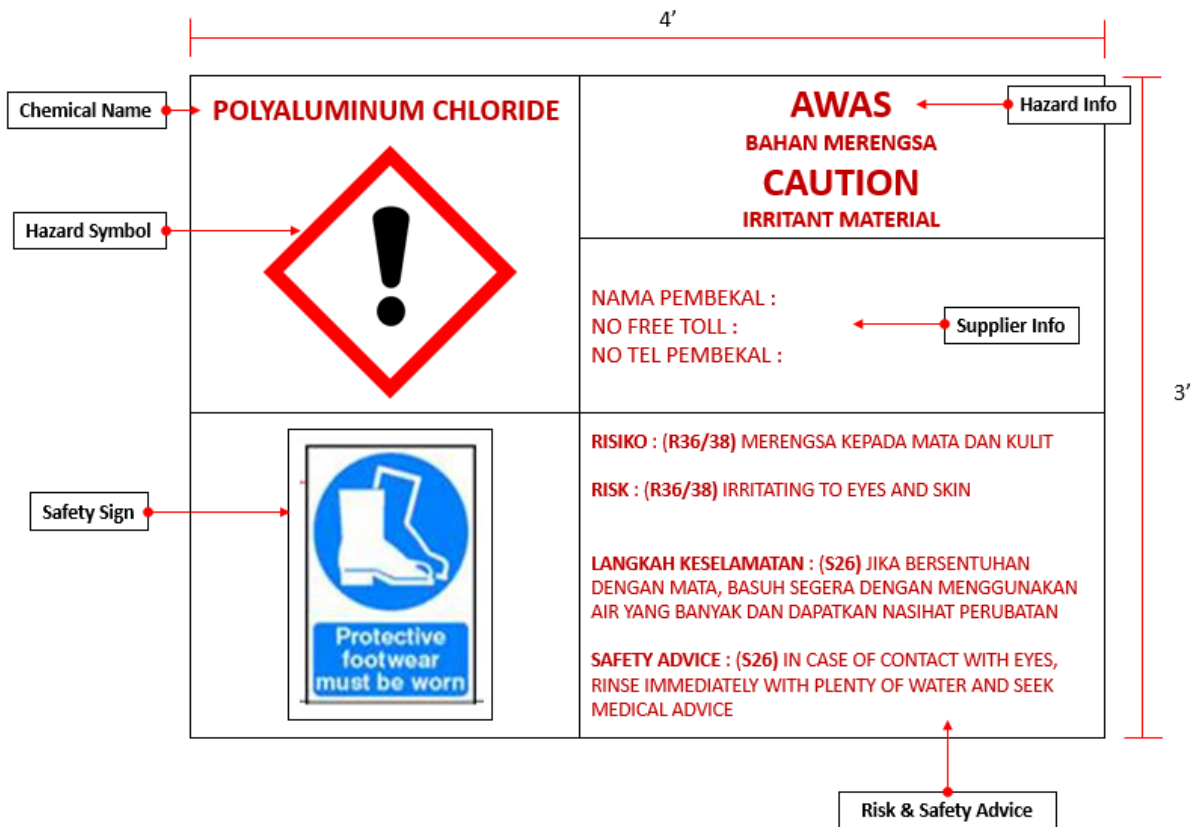 4’
Chemical Name
POLYALUMINUM CHLORIDE
Hazard Symbol
AWAS
BAHAN MERENGSA
CAUTION
IRRITANT MATERIAL
Hazard Info
NAMA PEMBEKAL :
NO FREE TOLL :
NO TEL PEMBEKAL :
Supplier Info
3’
Safety Sign
Protective
footwear
must be worn
RISIKO : (R36/38) MERENGSA KEPADA MATA DAN KULIT
RISK : (R36/38) IRRITATING TO EYES AND SKIN
LANGKAH KESELAMATAN : (S26) JIKA BERSENTUHAN
DENGAN MATA, BASUH SEGERA DENGAN MENGGUNAKAN
AIR YANG BANYAK DAN DAPATKAN NASIHAT PERUBATAN
SAFETY ADVICE : (S26) IN CASE OF CONTACT WITH EYES,
RINSE IMMEDIATELY WITH PLENTY OF WATER AND SEEK
MEDICAL ADVICE
Risk & Safety Advice